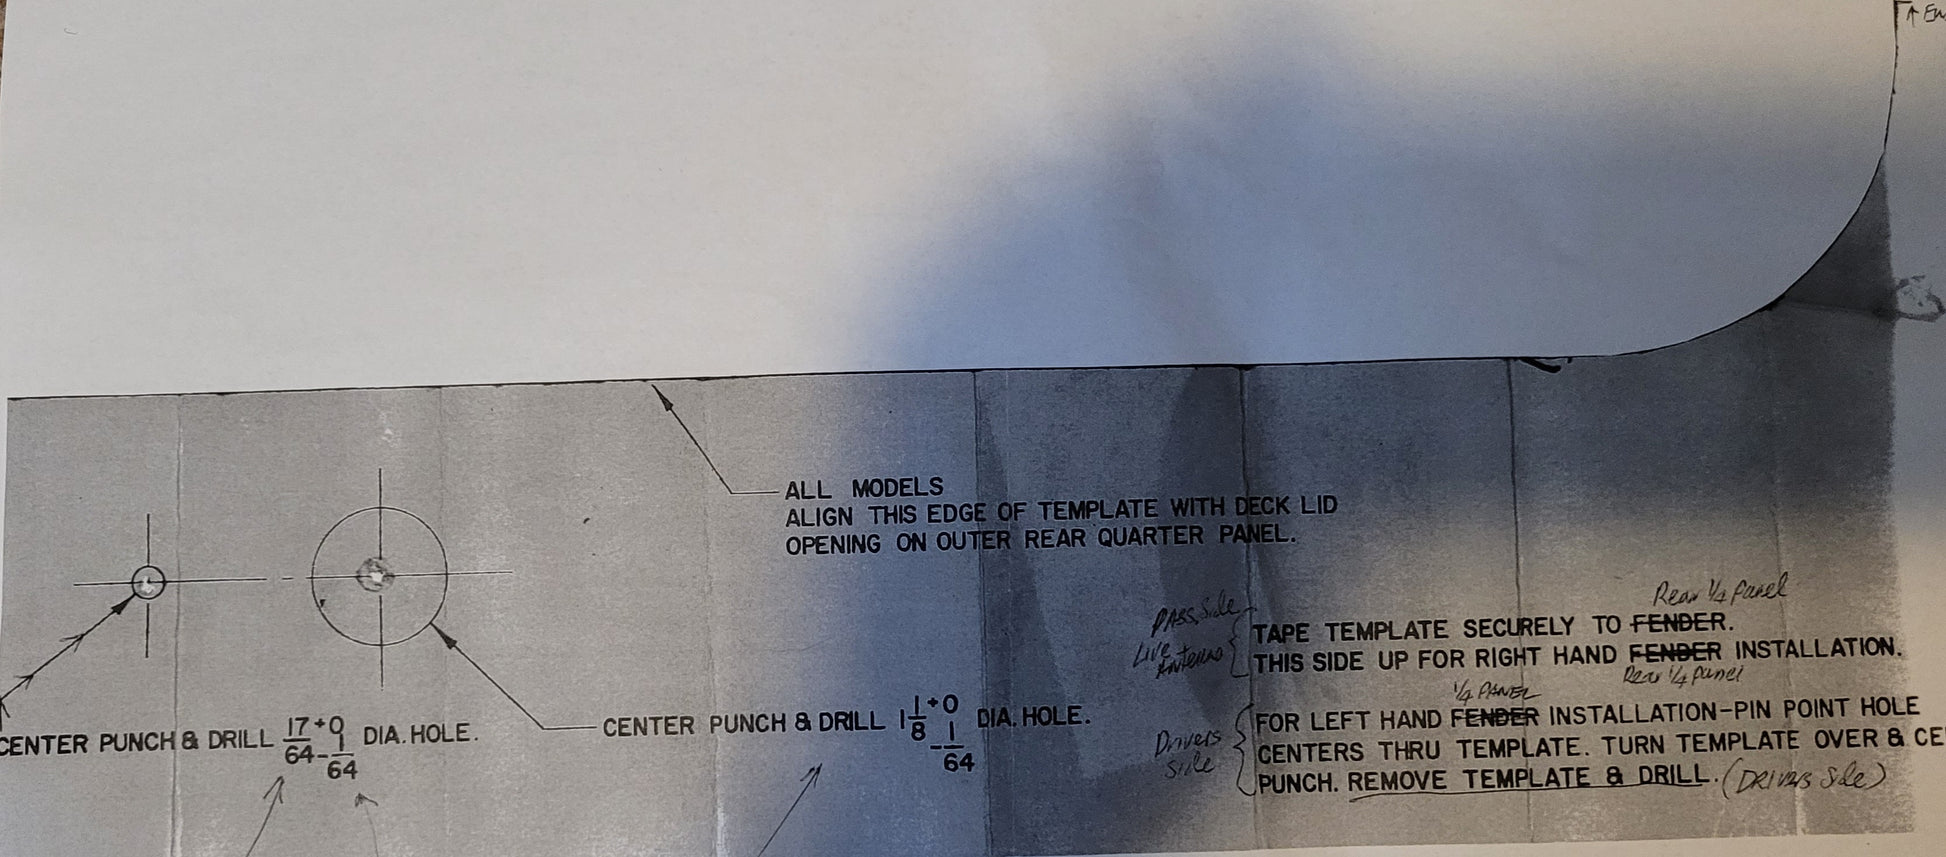 ALL MODELS
ALIGN THIS EDGE OF TEMPLATE WITH DECK LID
OPENING ON OUTER REAR QUARTER PANEL.
Rear 1/4 Panel
Pass. Side
Live Antenna
TAPE TEMPLATE SECURELY TO FENDER.
THIS SIDE UP FOR RIGHT HAND FENDER INSTALLATION.
Rear 1/4 Panel
1/4 PANEL
Drivers Side
FOR LEFT HAND FENDER INSTALLATION-PIN POINT HOLE
CENTERS THRU TEMPLATE. TURN TEMPLATE OVER & CE
PUNCH. REMOVE TEMPLATE & DRILL. (DRIVERS Side)
CENTER PUNCH & DRILL 17/64 +0 -1/64 DIA. HOLE.
CENTER PUNCH & DRILL 1 1/8 +0 -1/64 DIA. HOLE.